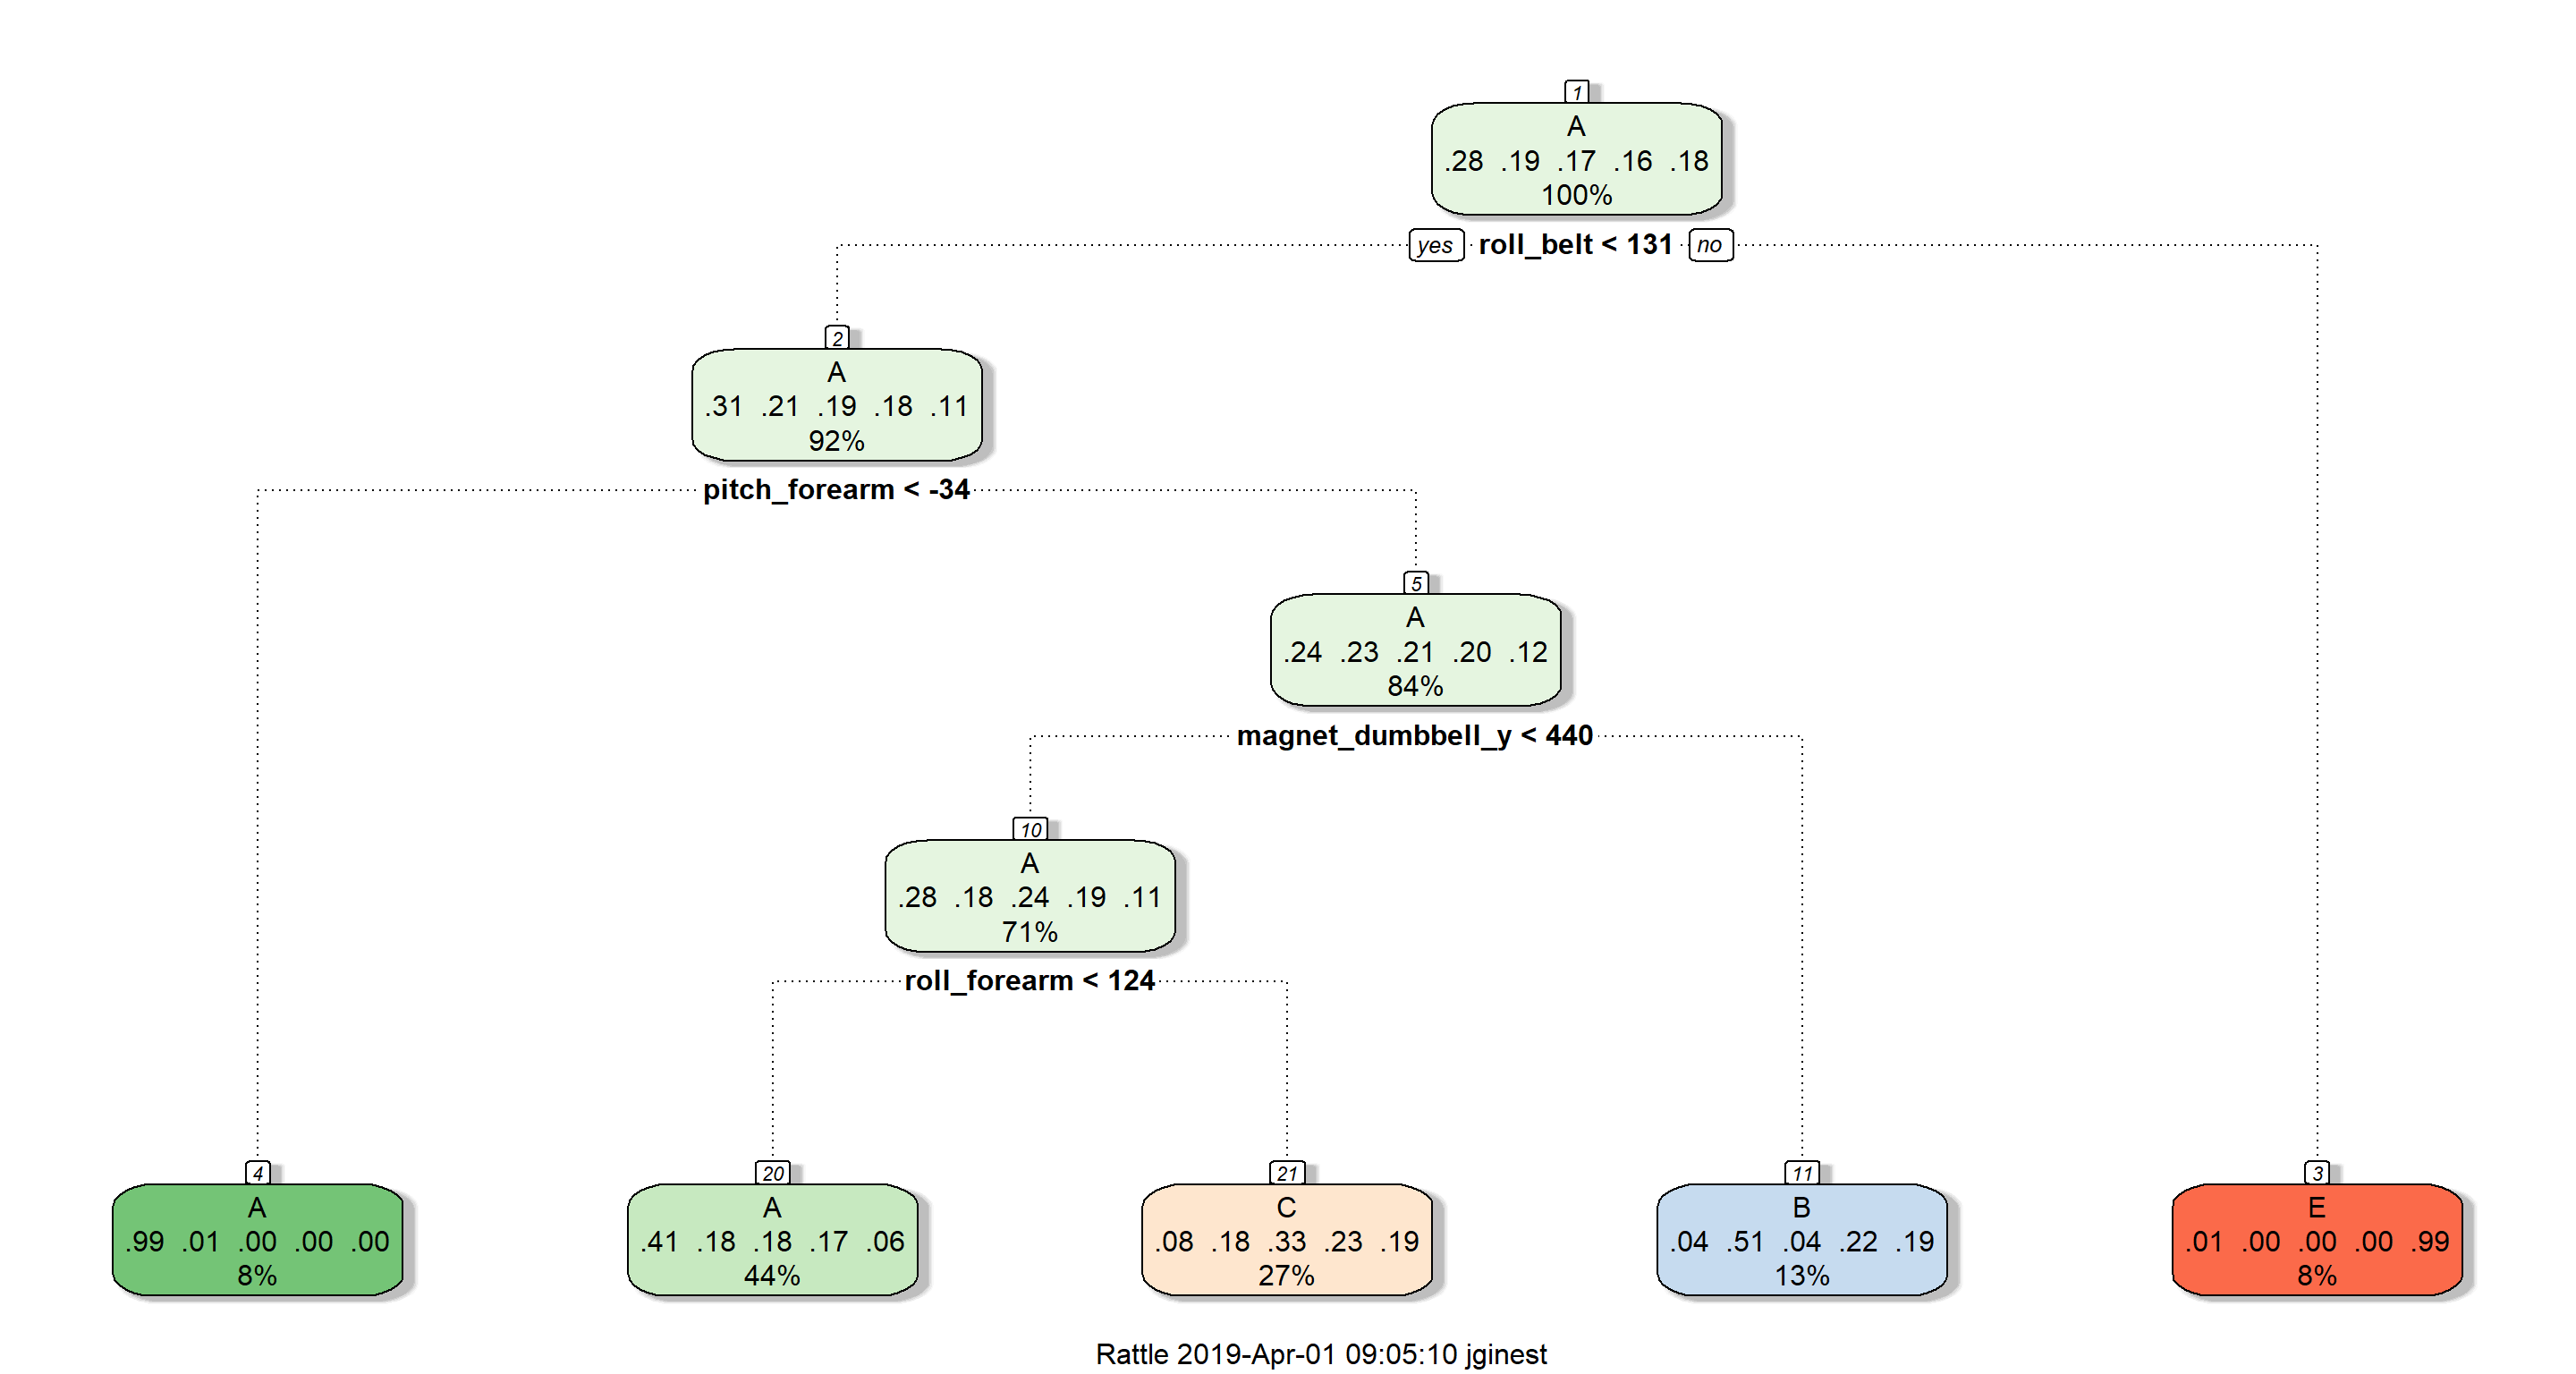 1
A
.28 .19 .17 .16 .18
100%
yes roll_belt < 131 no
2
A
.31 .21 .19 .18 .11
92%
pitch_forearm < -34
5
A
.24 .23 .21 .20 .12
84%
magnet_dumbbell_y < 440
10
A
.28 .18 .24 .19 .11
71%
roll_forearm < 124
4
A
.99 .01 .00 .00 .00
8%
20
A
.41 .18 .18 .17 .06
44%
21
C
.08 .18 .33 .23 .19
27%
11
B
.04 .51 .04 .22 .19
13%
3
E
.01 .00 .00 .00 .99
8%
Rattle 2019-Apr-01 09:05:10 jginest